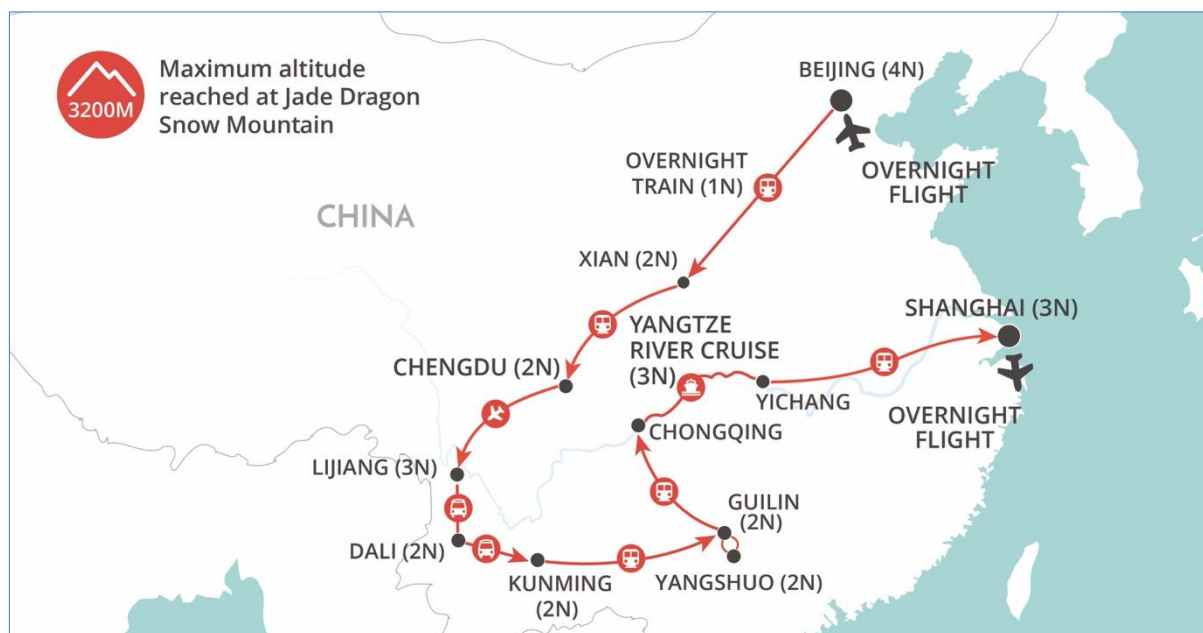 3200M
Maximum altitude
reached at Jade Dragon
Snow Mountain
CHINA
BEIJING (4N)
OVERNIGHT
FLIGHT
OVERNIGHT
TRAIN (1N)
XIAN (2N)
CHENGDU (2N)
LIJIANG (3N)
DALI (2N)
KUNMING
(2N)
GUILIN
(2N)
YANGSHUO (2N)
CHONGQING
YANGTZE
RIVER CRUISE
(3N)
YICHANG
SHANGHAI (3N)
OVERNIGHT
FLIGHT